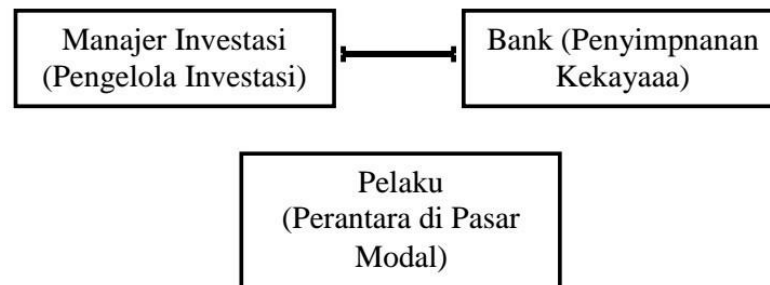 Manajer Investasi
(Pengelola Investasi)
Bank (Penyimpnanan
Kekayaaa)
Pelaku
(Perantara di Pasar
Modal)